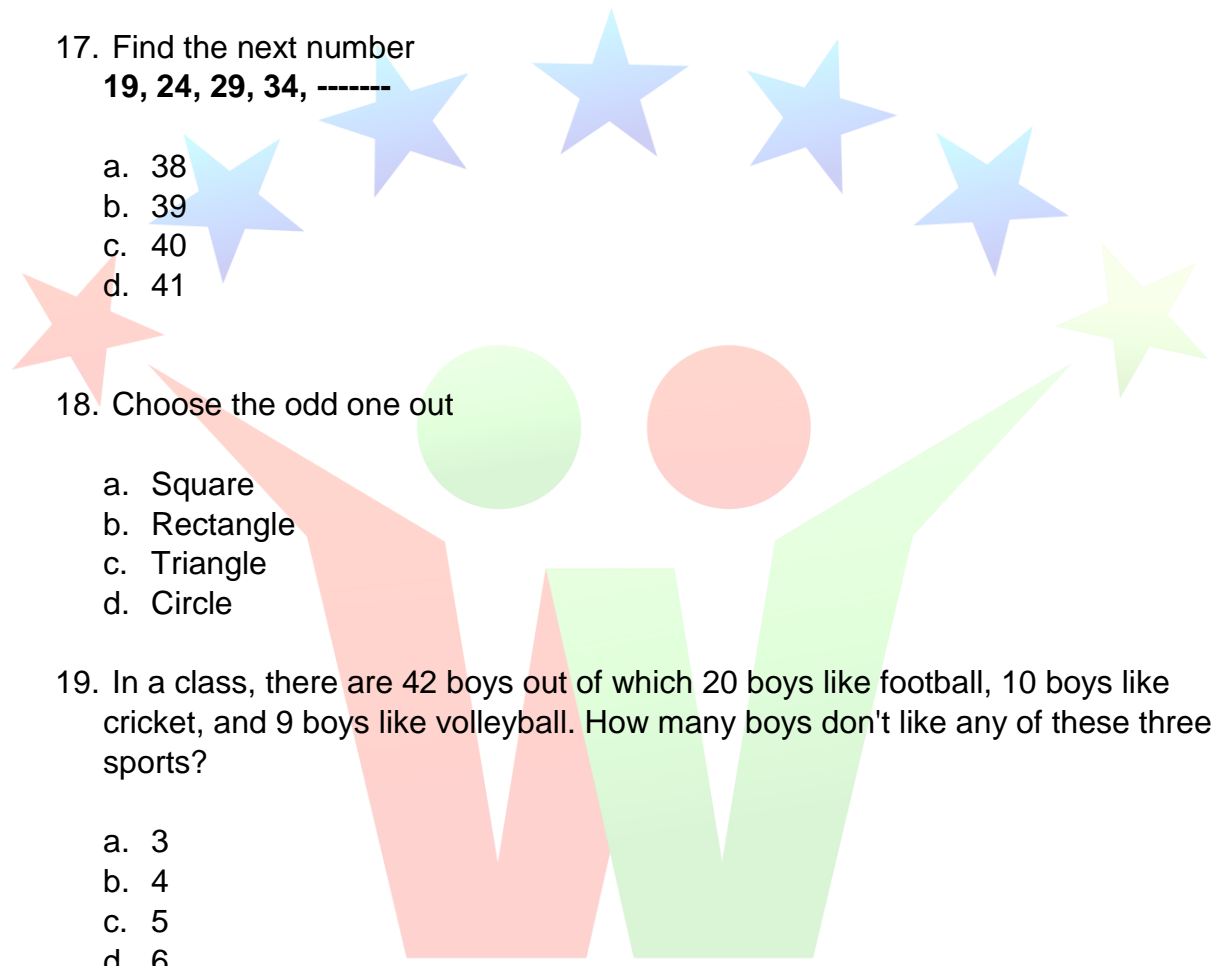 17. Find the next number
19, 24, 29, 34, -------
a. 38
b. 39
c. 40
d. 41
18. Choose the odd one out
a. Square
b. Rectangle
c. Triangle
d. Circle
19. In a class, there are 42 boys out of which 20 boys like football, 10 boys like
cricket, and 9 boys like volleyball. How many boys don't like any of these three
sports?
a. 3
b. 4
c. 5
d. 6